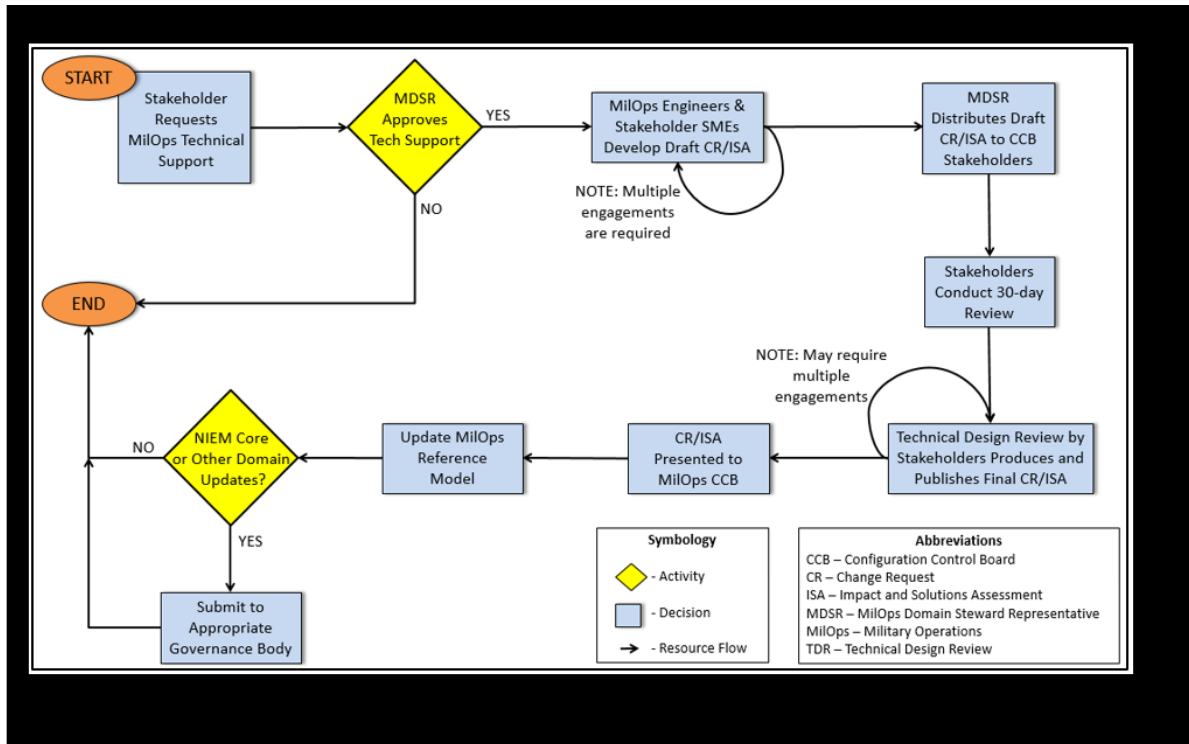 START
Stakeholder
Requests
MilOps Technical
Support
MDSR
Approves
Tech Support
YES
NO
MilOps Engineers &
Stakeholder SMEs
Develop Draft CR/ISA
NOTE: Multiple
engagements
are required
MDSR
Distributes Draft
CR/ISA to CCB
Stakeholders
Stakeholders
Conduct 30-day
Review
NOTE: May require
multiple
engagements
Technical Design Review by
Stakeholders Produces and
Publishes Final CR/ISA
CR/ISA
Presented to
MilOps CCB
Update MilOps
Reference
Model
NIEM Core
or Other Domain
Updates?
NO
YES
Submit to
Appropriate
Governance Body
END
Symbology
- Activity
- Decision
- Resource Flow
Abbreviations
CCB – Configuration Control Board
CR – Change Request
ISA – Impact and Solutions Assessment
MDSR – MilOps Domain Steward Representative
MilOps – Military Operations
TDR – Technical Design Review